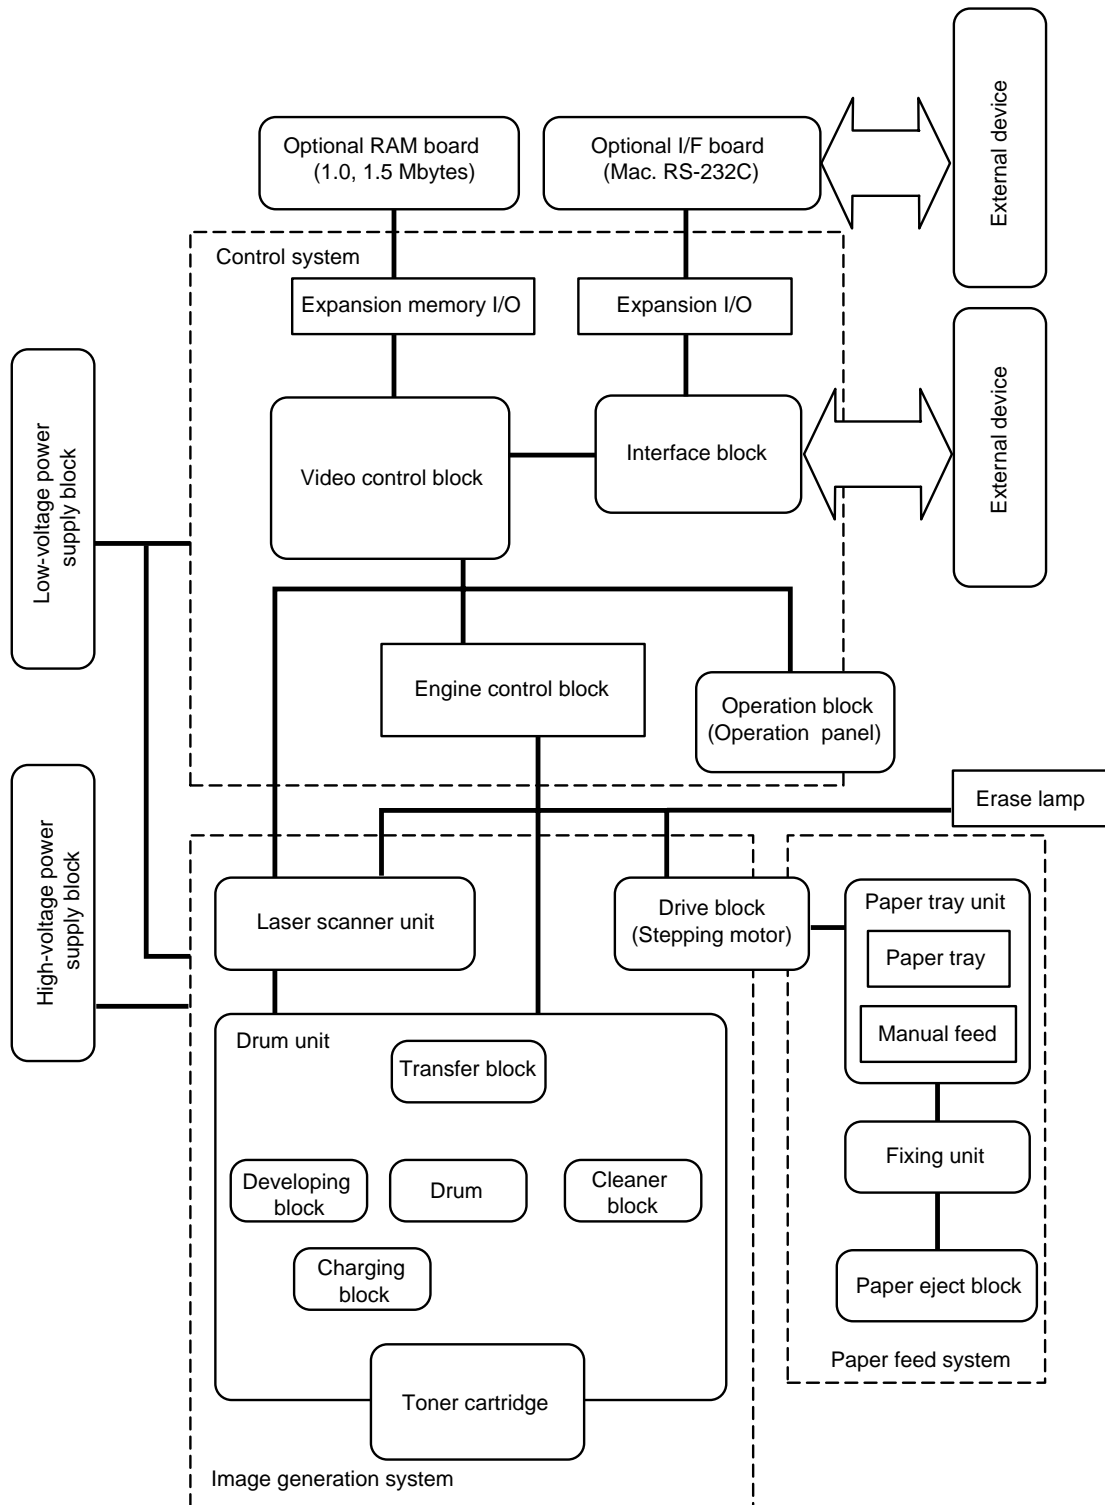 Optional RAM board
(1.0, 1.5 Mbytes)
Optional I/F board
(Mac. RS-232C)
External device
Control system
Expansion memory I/O
Expansion I/O
Low-voltage power
supply block
Video control block
Interface block
External device
Engine control block
Operation block
(Operation panel)
High-voltage power
supply block
Erase lamp
Laser scanner unit
Drive block
(Stepping motor)
Paper tray unit
Paper tray
Manual feed
Drum unit
Transfer block
Developing
block
Drum
Cleaner
block
Fixing unit
Charging
block
Paper eject block
Paper feed system
Toner cartridge
Image generation system